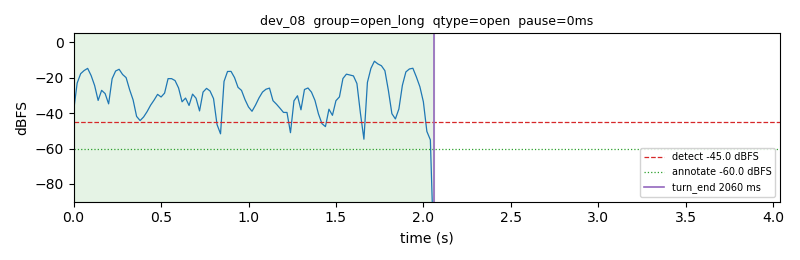 dev_08 group=open_long qtype=open pause=0ms
0
−20
−40
−60
−80
dBFS
detect -45.0 dBFS
annotate -60.0 dBFS
turn_end 2060 ms
0.0 0.5 1.0 1.5 2.0 2.5 3.0 3.5 4.0
time (s)